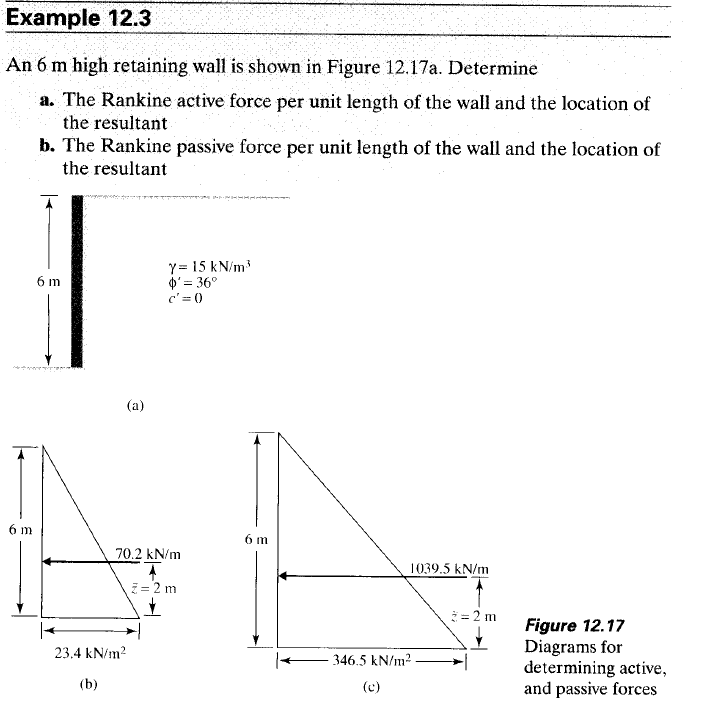 Example 12.3
An 6 m high retaining wall is shown in Figure 12.17a. Determine
a. The Rankine active force per unit length of the wall and the location of
the resultant
b. The Rankine passive force per unit length of the wall and the location of
the resultant
6 m
γ = 15 kN/m³
ϕ′ = 36°
c′ = 0
(a)
6 m
70.2 kN/m
z̄ = 2 m
23.4 kN/m²
(b)
6 m
1039.5 kN/m
z̄ = 2 m
346.5 kN/m²
(c)
Figure 12.17
Diagrams for
determining active,
and passive forces